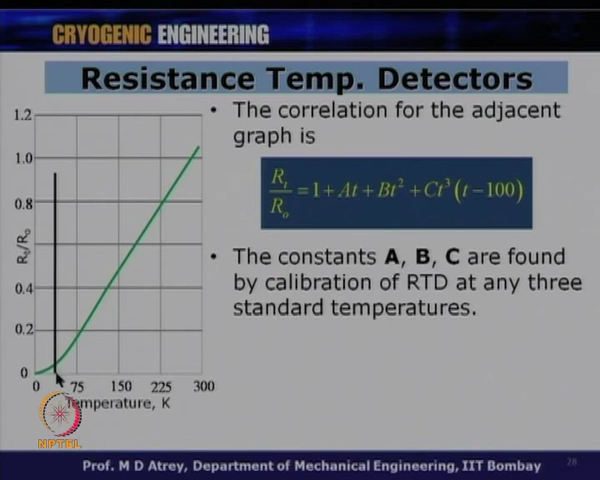 CRYOGENIC ENGINEERING
Resistance Temp. Detectors
• The correlation for the adjacent
graph is
R_t/R_o = 1 + At + Bt² + Ct³(t − 100)
• The constants A, B, C are found
by calibration of RTD at any three
standard temperatures.
1.2
1.0
0.8
0.4
0.2
0
0 75 150 225 300
Temperature, K
NPTEL
Prof. M D Atrey, Department of Mechanical Engineering, IIT Bombay
28